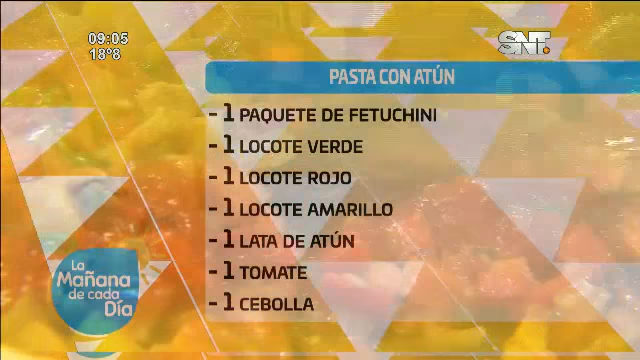 09:05
18°8
SNT.
PASTA CON ATÚN
- 1 PAQUETE DE FETUCHINI
- 1 LOCOTE VERDE
- 1 LOCOTE ROJO
- 1 LOCOTE AMARILLO
- 1 LATA DE ATÚN
- 1 TOMATE
- 1 CEBOLLA
La
Mañana
de cada
Día